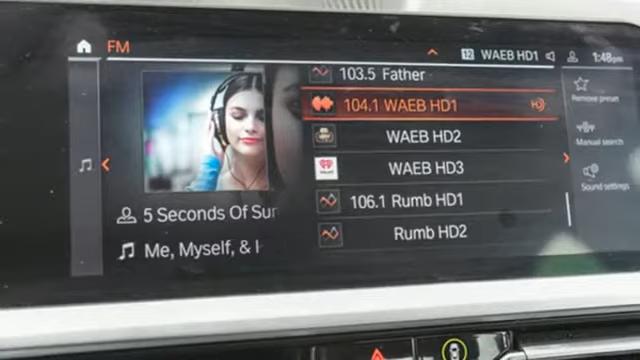 FM
12 WAEB HD1
1:48pm
103.5 Father
104.1 WAEB HD1
WAEB HD2
WAEB HD3
106.1 Rumb HD1
Rumb HD2
5 Seconds Of Sur
Me, Myself, & I
Remove preset
Manual search
Sound settings